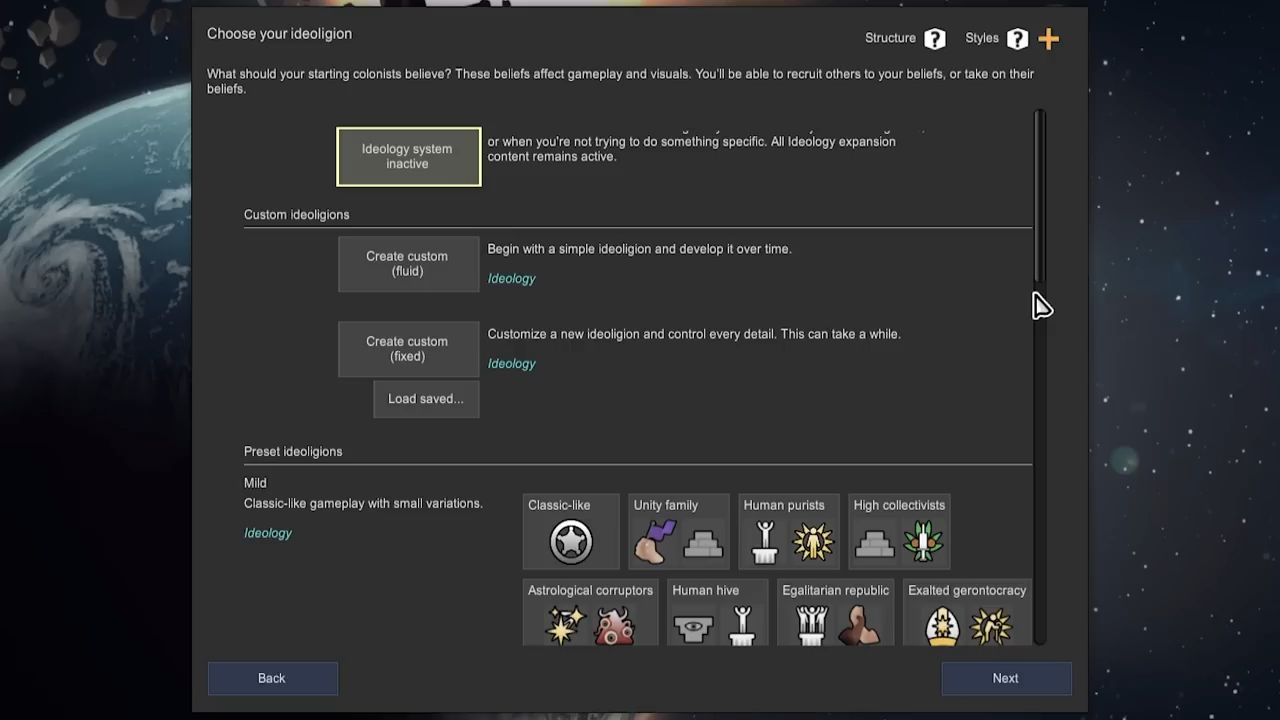 Choose your ideoligion
Structure ?
Styles ? +
What should your starting colonists believe? These beliefs affect gameplay and visuals. You'll be able to recruit others to your beliefs, or take on their
beliefs.
Ideology system
inactive
or when you're not trying to do something specific. All Ideology expansion
content remains active.
Custom ideoligions
Create custom
(fluid)
Begin with a simple ideoligion and develop it over time.
Ideology
Create custom
(fixed)
Customize a new ideoligion and control every detail. This can take a while.
Ideology
Load saved...
Preset ideoligions
Mild
Classic-like gameplay with small variations.
Ideology
Classic-like
Unity family
Human purists
High collectivists
Astrological corruptors
Human hive
Egalitarian republic
Exalted gerontocracy
Back
Next